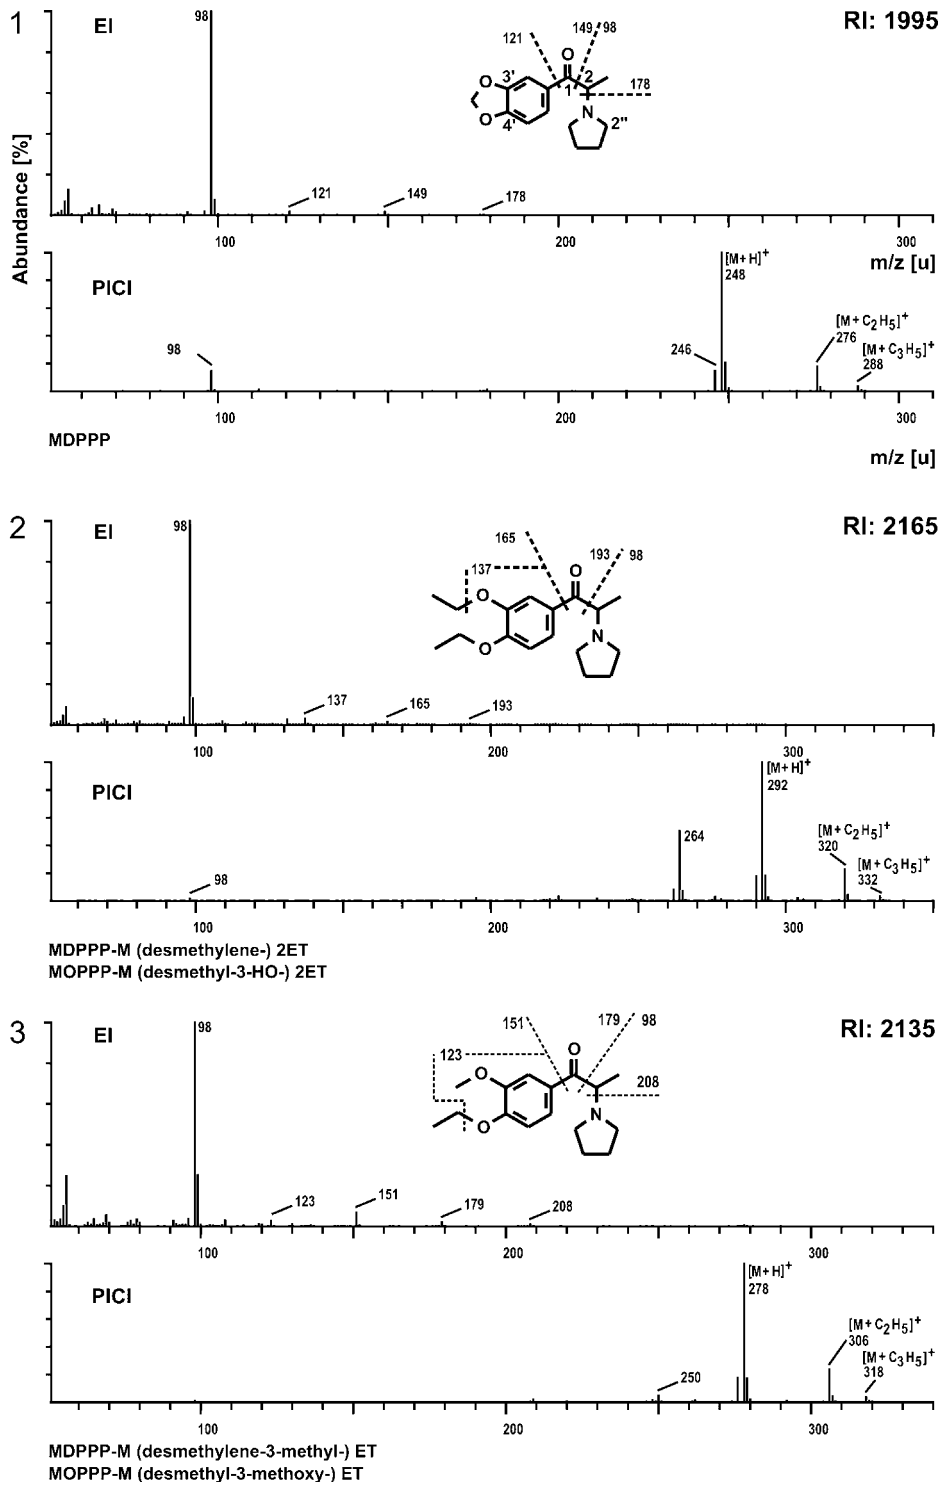 1
EI
RI: 1995
98
121
149
98
O
3'
2
1'
178
O
O
4'
N
2"
Abundance [%]
121
149
178
100
200
300
m/z [u]
PICI
[M+H]+
248
[M+C2H5]+
276
[M+C3H5]+
288
98
246
100
200
300
MDPPP
m/z [u]
2
EI
RI: 2165
98
165
193
98
137
O
O
O
N
137
165
193
100
200
300
PICI
[M+H]+
292
264
[M+C2H5]+
320
[M+C3H5]+
332
98
100
200
300
MDPPP-M (desmethylene-) 2ET
MOPPP-M (desmethyl-3-HO-) 2ET
3
EI
RI: 2135
98
151
179
98
123
O
O
208
O
N
123
151
179
208
100
200
300
PICI
[M+H]+
278
[M+C2H5]+
306
[M+C3H5]+
318
250
100
200
300
MDPPP-M (desmethylene-3-methyl-) ET
MOPPP-M (desmethyl-3-methoxy-) ET